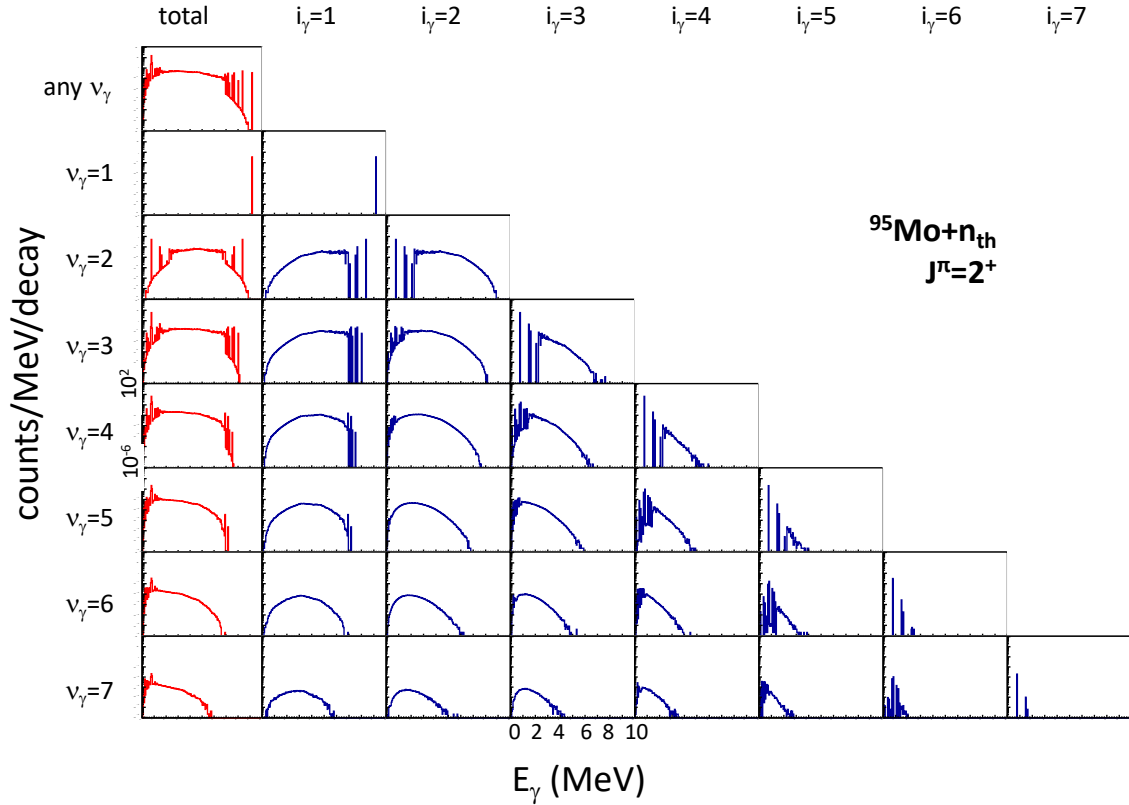 total iᵧ=1 iᵧ=2 iᵧ=3 iᵧ=4 iᵧ=5 iᵧ=6 iᵧ=7
any νᵧ
νᵧ=1
νᵧ=2
νᵧ=3
νᵧ=4
νᵧ=5
νᵧ=6
νᵧ=7
counts/MeV/decay
10²
10⁻⁶
⁹⁵Mo+nₜₕ
Jᵖⁱ=2⁺
0 2 4 6 8 10
Eᵧ (MeV)